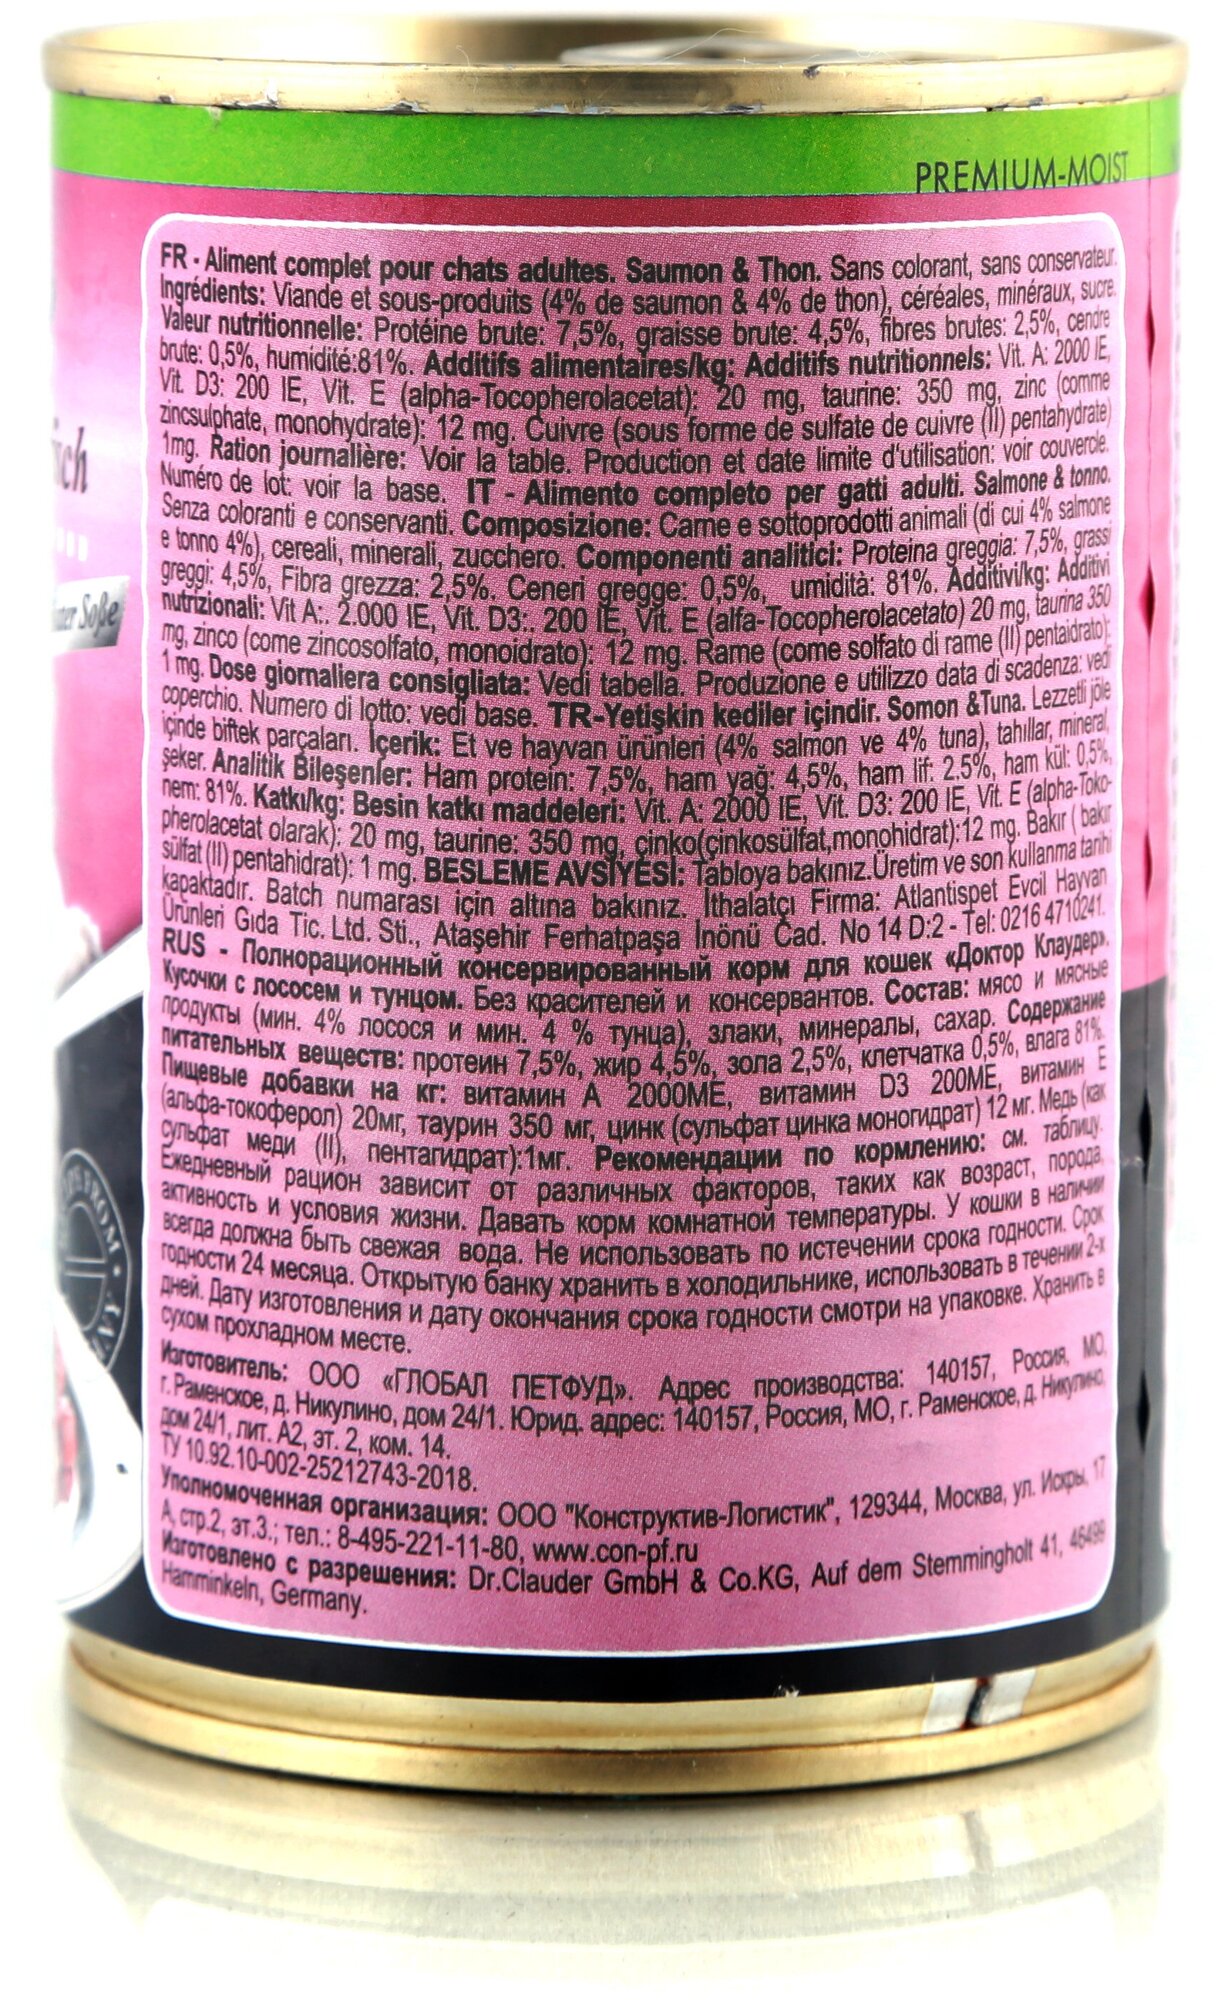 PREMIUM-MOIST
FR - Aliment complet pour chats adultes. Saumon & Thon. Sans colorant, sans conservateur.
Ingrédients: Viande et sous-produits (4% de saumon & 4% de thon), céréales, minéraux, sucre.
Valeur nutritionnelle: Protéine brute: 7,5%, graisse brute: 4,5%, fibres brutes: 2,5%, cendre
brute: 0,5%, humidité:81%. Additifs alimentaires/kg: Additifs nutritionnels: Vit. A: 2000 IE,
Vit. D3: 200 IE, Vit. E (alpha-Tocopherolacetat): 20 mg, taurine: 350 mg, zinc (comme
zincsulphate, monohydrate): 12 mg. Cuivre (sous forme de sulfate de cuivre (II) pentahydrate)
1mg. Ration journalière: Voir la table. Production et date limite d'utilisation: voir couvercle.
Numéro de lot: voir la base. IT - Alimento completo per gatti adulti. Salmone & tonno.
Senza coloranti e conservanti. Composizione: Carne e sottoprodotti animali (di cui 4% salmone
e tonno 4%), cereali, minerali, zucchero. Componenti analitici: Proteina greggia: 7,5%, grassi
greggi: 4,5%, Fibra grezza: 2,5%. Ceneri gregge: 0,5%, umidità: 81%. Additivi/kg: Additivi
nutrizionali: Vit A:. 2.000 IE, Vit. D3:. 200 IE, Vit. E (alfa-Tocopherolacetato) 20 mg, taurina 350
mg, zinco (come zincosolfato, monoidrato): 12 mg. Rame (come solfato di rame (II) pentaidrato):
1 mg. Dose giornaliera consigliata: Vedi tabella. Produzione e utilizzo data di scadenza: vedi
coperchio. Numero di lotto: vedi base. TR-Yetişkin kediler içindir. Somon &Tuna. Lezzetli jöle
içinde biftek parçaları. İçerik: Et ve hayvan ürünleri (4% salmon ve 4% tuna), tahıllar, mineral,
şeker. Analitik Bileşenler: Ham protein: 7,5%, ham yağ: 4,5%, ham lif: 2.5%, ham kül: 0,5%,
nem: 81%. Katkı/kg: Besin katkı maddeleri: Vit. A: 2000 IE, Vit. D3: 200 IE, Vit. E (alpha-Toko-
pherolacetat olarak): 20 mg, taurine: 350 mg, çinko(çinkosülfat,monohidrat):12 mg. Bakır ( bakır
sülfat (II) pentahidrat): 1 mg. BESLEME AVSİYESİ: Tabloya bakınız.Üretim ve son kullanma tarihi
kapaktadır. Batch numarası için altına bakınız. İthalatçı Firma: Atlantispet Evcil Hayvan
Ürünleri Gıda Tic. Ltd. Sti., Ataşehir Ferhatpaşa İnönü Cad. No 14 D:2 - Tel: 0216 4710241.
RUS - Полнорационный консервированный корм для кошек «Доктор Клаудер».
Кусочки с лососем и тунцом. Без красителей и консервантов. Состав: мясо и мясные
продукты (мин. 4% лосося и мин. 4 % тунца), злаки, минералы, сахар. Содержание
питательных веществ: протеин 7,5%, жир 4,5%, зола 2,5%, клетчатка 0,5%, влага 81%.
Пищевые добавки на кг: витамин А 2000МЕ, витамин D3 200МЕ, витамин Е
(альфа-токоферол) 20мг, таурин 350 мг, цинк (сульфат цинка моногидрат) 12 мг. Медь (как
сульфат меди (II), пентагидрат):1мг. Рекомендации по кормлению: см. таблицу.
Ежедневный рацион зависит от различных факторов, таких как возраст, порода,
активность и условия жизни. Давать корм комнатной температуры. У кошки в наличии
всегда должна быть свежая вода. Не использовать по истечении срока годности. Срок
годности 24 месяца. Открытую банку хранить в холодильнике, использовать в течении 2-х
дней. Дату изготовления и дату окончания срока годности смотри на упаковке. Хранить в
сухом прохладном месте.
Изготовитель: ООО «ГЛОБАЛ ПЕТФУД». Адрес производства: 140157, Россия, МО,
г. Раменское, д. Никулино, дом 24/1. Юрид. адрес: 140157, Россия, МО, г. Раменское, д. Никулино,
дом 24/1, лит. А2, эт. 2, ком. 14.
ТУ 10.92.10-002-25212743-2018.
Уполномоченная организация: ООО "Конструктив-Логистик", 129344, Москва, ул. Искры, 17
А, стр.2, эт.3.; тел.: 8-495-221-11-80, www.con-pf.ru
Изготовлено с разрешения: Dr.Clauder GmbH & Co.KG, Auf dem Stemmingholt 41, 46499
Hamminkeln, Germany.
Soße
FROM